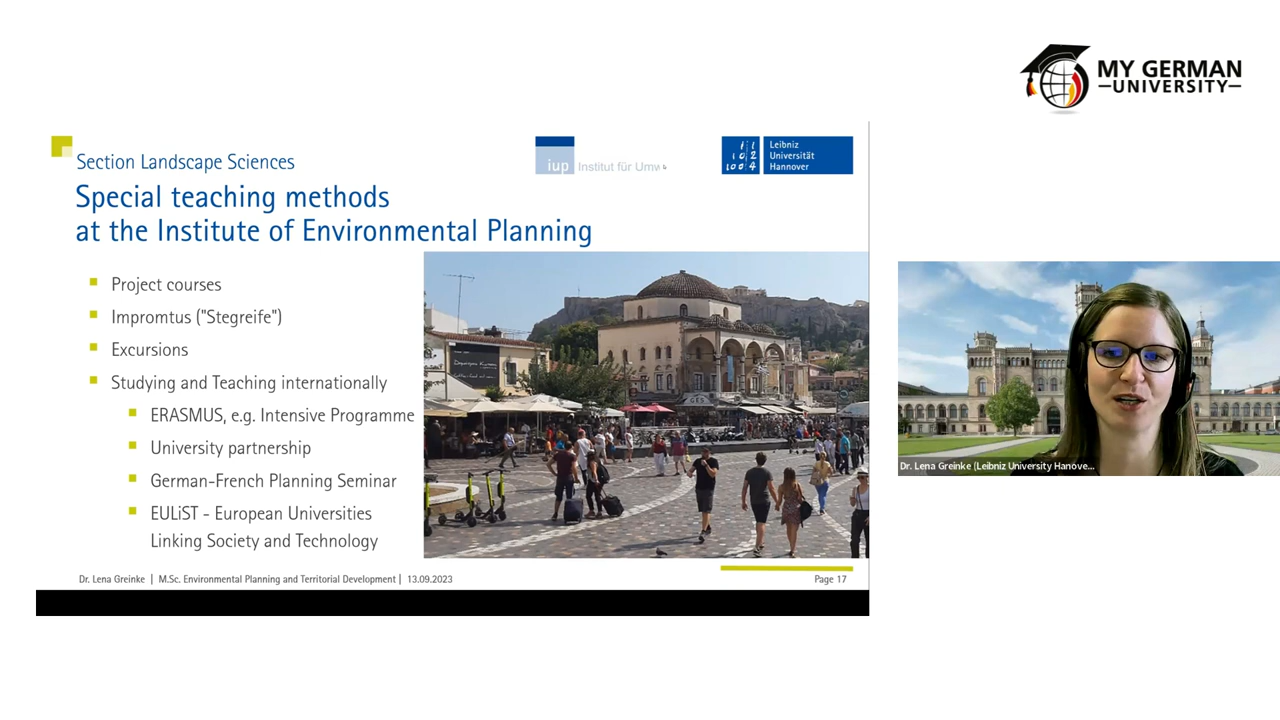 MY GERMAN
UNIVERSITY
Section Landscape Sciences
iup Institut für Umw
Leibniz
Universität
Hannover
Special teaching methods
at the Institute of Environmental Planning
Project courses
Impromtus ("Stegreife")
Excursions
Studying and Teaching internationally
ERASMUS, e.g. Intensive Programme
University partnership
German-French Planning Seminar
EULiST - European Universities
Linking Society and Technology
Dr. Lena Greinke | M.Sc. Environmental Planning and Territorial Development | 13.09.2023
Page 17
Dr. Lena Greinke (Leibniz University Hanove...